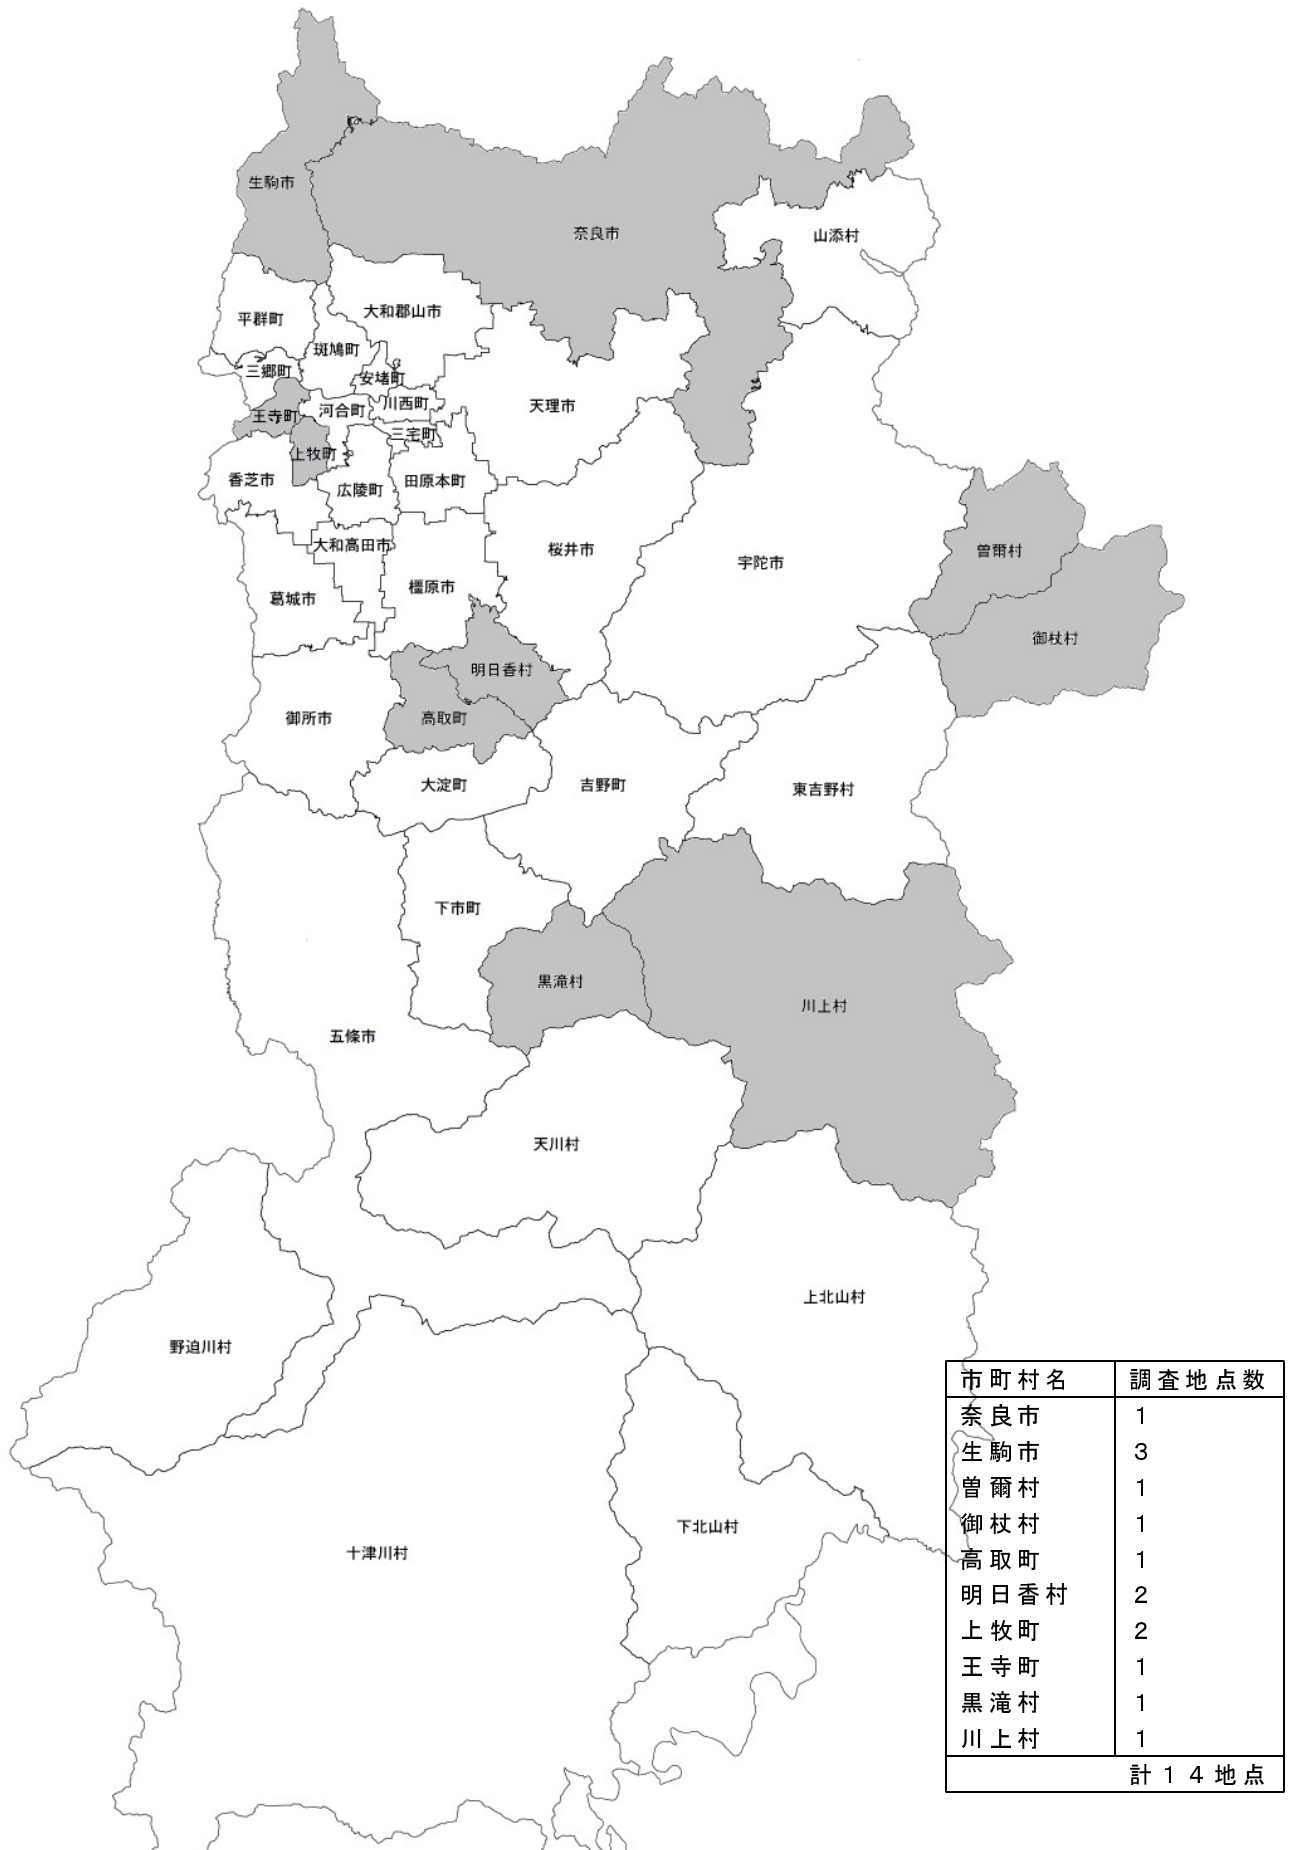 生駒市
奈良市
山添村
平群町
大和郡山市
斑鳩町
三郷町
安堵町
王寺町
河合町
川西町
天理市
三宅町
上牧町
香芝市
広陵町
田原本町
大和高田市
桜井市
宇陀市
曽爾村
葛城市
橿原市
御杖村
明日香村
御所市
高取町
大淀町
吉野町
東吉野村
下市町
黒滝村
川上村
五條市
天川村
上北山村
野迫川村
下北山村
十津川村
市町村名 調査地点数
奈良市 1
生駒市 3
曽爾村 1
御杖村 1
高取町 1
明日香村 2
上牧町 2
王寺町 1
黒滝村 1
川上村 1
計14地点